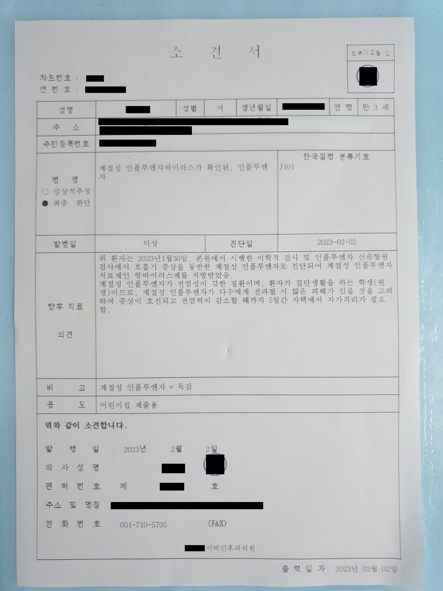 소 견 서
원부대조필 인
차트번호 :
연 번호 :
성명 성별 여 생년월일 연 령 만 3 세
주 소
주민등록번호
병 명
○ 임상적추정
● 최종 판단
계절성 인플루엔자바이러스가 확인된, 인플루엔
자
한국질병 분류기호
J101
발병일 미상 진단일 2023-02-02
향후 치료
의견
위 환자는 2023년1월30일, 본원에서 시행한 이학적 검사 및 인플루엔자 신속항원
검사에서 호흡기 증상을 동반한 계절성 인플루엔자로 진단되어 계절성 인플루엔자
치료제인 항바이러스제를 처방받았음.
계절성 인플루엔자가 전염성이 강한 질환이며, 환자가 집단생활을 하는 학생(원
생)이므로, 계절성 인플루엔자가 다수에게 전파될 시 많은 피해가 있을 것을 고려
하여 증상이 호전되고 전염력이 감소할 때까지 5일간 자택에서 자가격리가 필요
함.
비 고 계절성 인플루엔자 = 독감
용 도 어린이집 제출용
위와 같이 소견합니다.
발 행 일 2023년 2월 2일
의 사 성 명
면 허 번 호 제 호
주소 및 명칭
전 화 번 호 051-710-5705 (FAX)
이비인후과의원
출 력 일 자 2023년 02월 02일